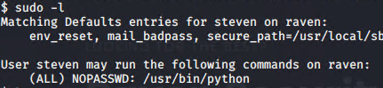 $ sudo -l
Matching Defaults entries for steven on raven:
    env_reset, mail_badpass, secure_path=/usr/local/sb

User steven may run the following commands on raven:
    (ALL) NOPASSWD: /usr/bin/python